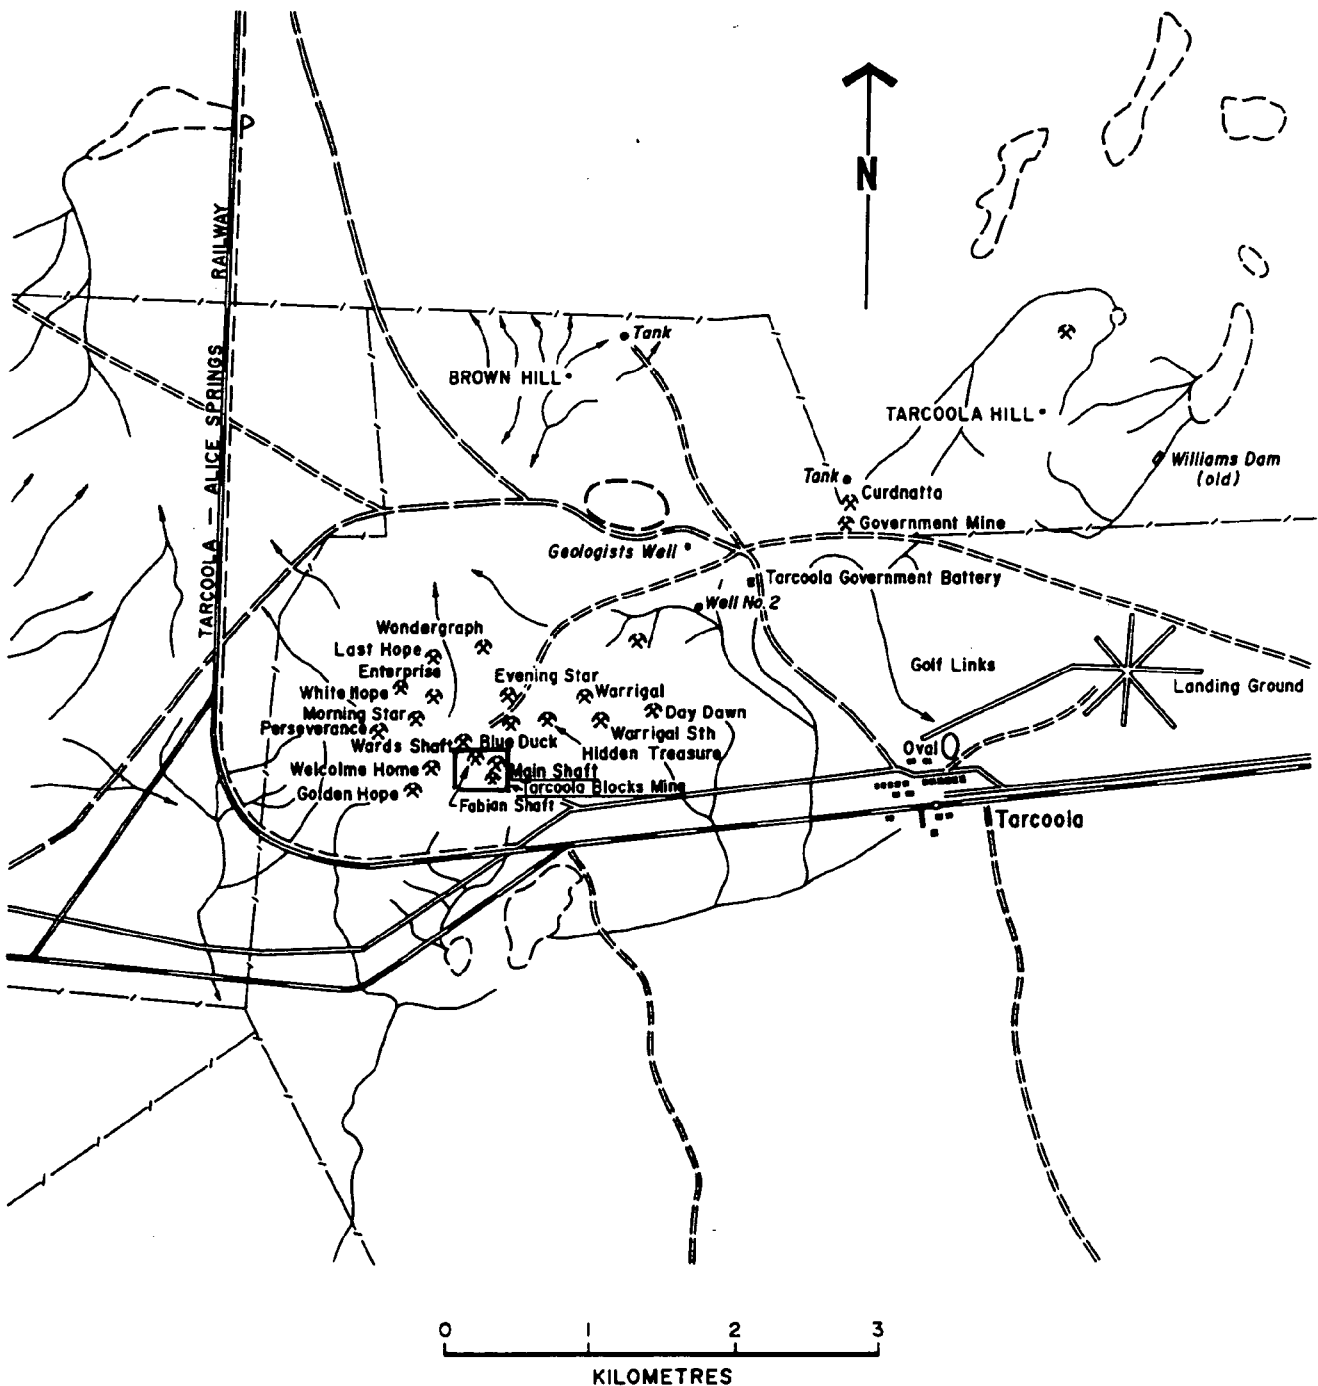 N
TARCOOLA — ALICE SPRINGS RAILWAY
Tank
BROWN HILL
TARCOOLA HILL
Williams Dam
(old)
Tank
Curdnatta
Government Mine
Geologists Well
Tarcoola Government Battery
Well No. 2
Wondergraph
Last Hope
Enterprise
Evening Star
White Hope
Warrigal
Golf Links
Landing Ground
Morning Star
Day Dawn
Perseverance
Warrigal Sth
Wards Shaft
Blue Duck
Hidden Treasure
Oval
Welcolme Home
Main Shaft
Tarcoola Blocks Mine
Golden Hope
Fabian Shaft
Tarcoola
0 1 2 3
KILOMETRES